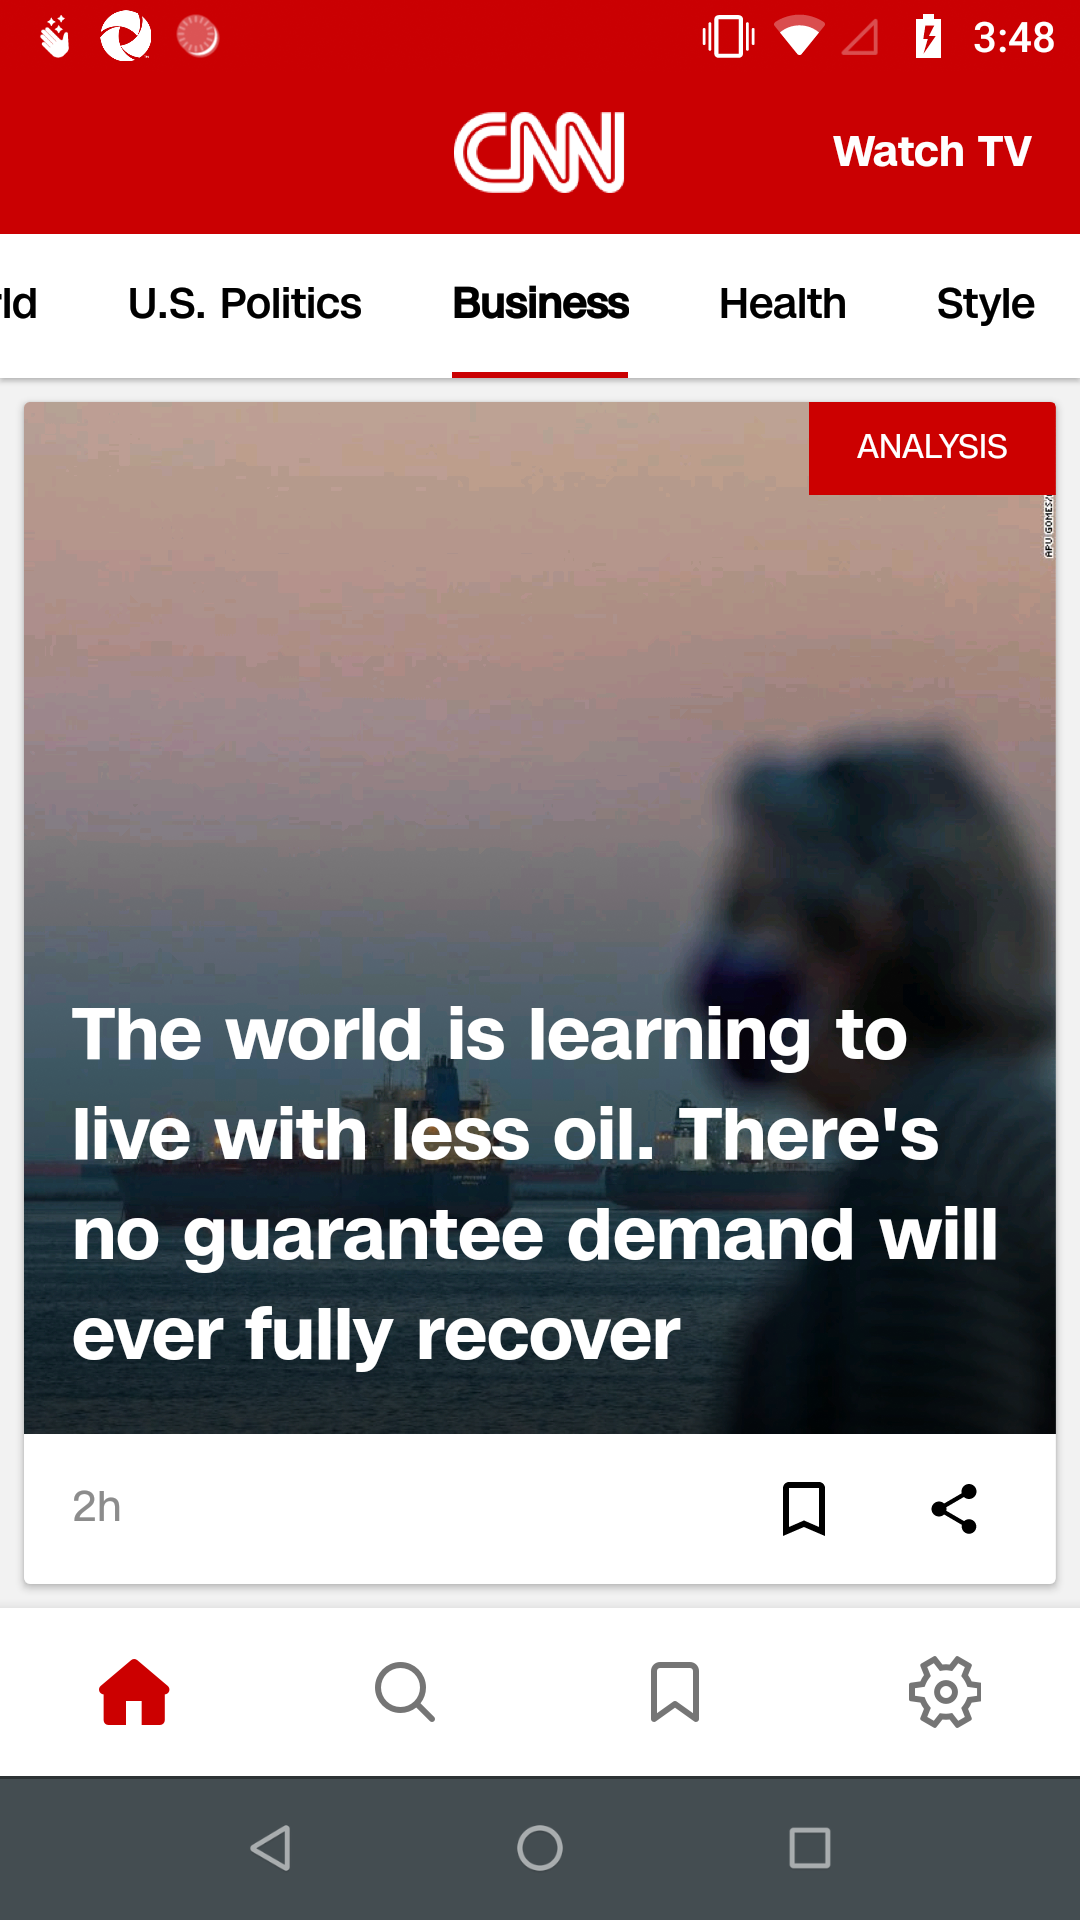 3:48
CNN
Watch TV
ld U.S. Politics Business Health Style
ANALYSIS
APU GOMES/
The world is learning to
live with less oil. There's
no guarantee demand will
ever fully recover
2h